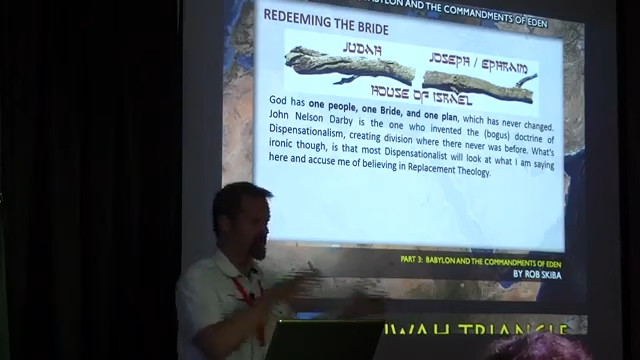 BABYLON AND THE COMMANDMENTS OF EDEN
REDEEMING THE BRIDE
JUDAH
JOSEPH / EPHRAIM
HOUSE OF ISRAEL
God has one people, one Bride, and one plan, which has never changed.
John Nelson Darby is the one who invented the (bogus) doctrine of
Dispensationalism, creating division where there never was before. What's
ironic though, is that most Dispensationalist will look at what I am saying
here and accuse me of believing in Replacement Theology.
PART 3: BABYLON AND THE COMMANDMENTS OF EDEN
BY ROB SKIBA
TRIANGLE